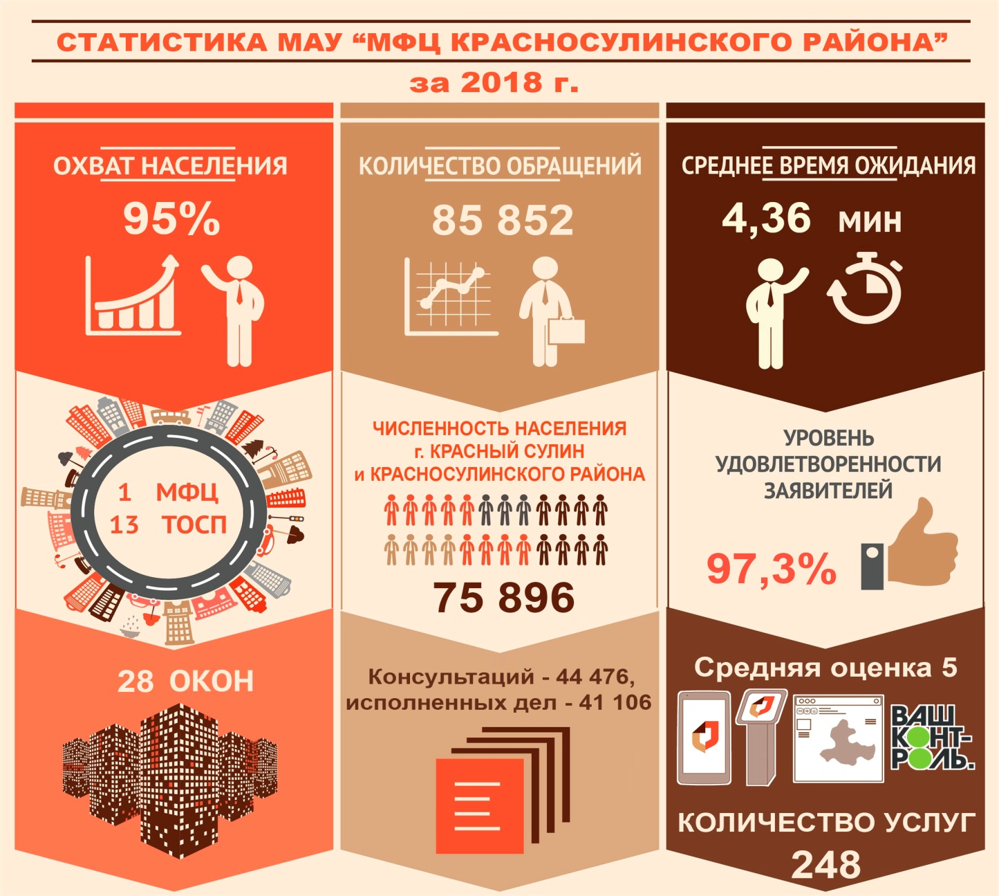 СТАТИСТИКА МАУ “МФЦ КРАСНОСУЛИНСКОГО РАЙОНА”
за 2018 г.
ОХВАТ НАСЕЛЕНИЯ
95%
1 МФЦ
13 ТОСП
28 ОКОН
КОЛИЧЕСТВО ОБРАЩЕНИЙ
85 852
ЧИСЛЕННОСТЬ НАСЕЛЕНИЯ
г. КРАСНЫЙ СУЛИН
и КРАСНОСУЛИНСКОГО РАЙОНА
75 896
Консультаций - 44 476,
исполненных дел - 41 106
СРЕДНЕЕ ВРЕМЯ ОЖИДАНИЯ
4,36 мин
УРОВЕНЬ
УДОВЛЕТВОРЕННОСТИ
ЗАЯВИТЕЛЕЙ
97,3%
Средняя оценка 5
МФЦ
ВАШ
КОНТ-
РОЛЬ.
КОЛИЧЕСТВО УСЛУГ
248